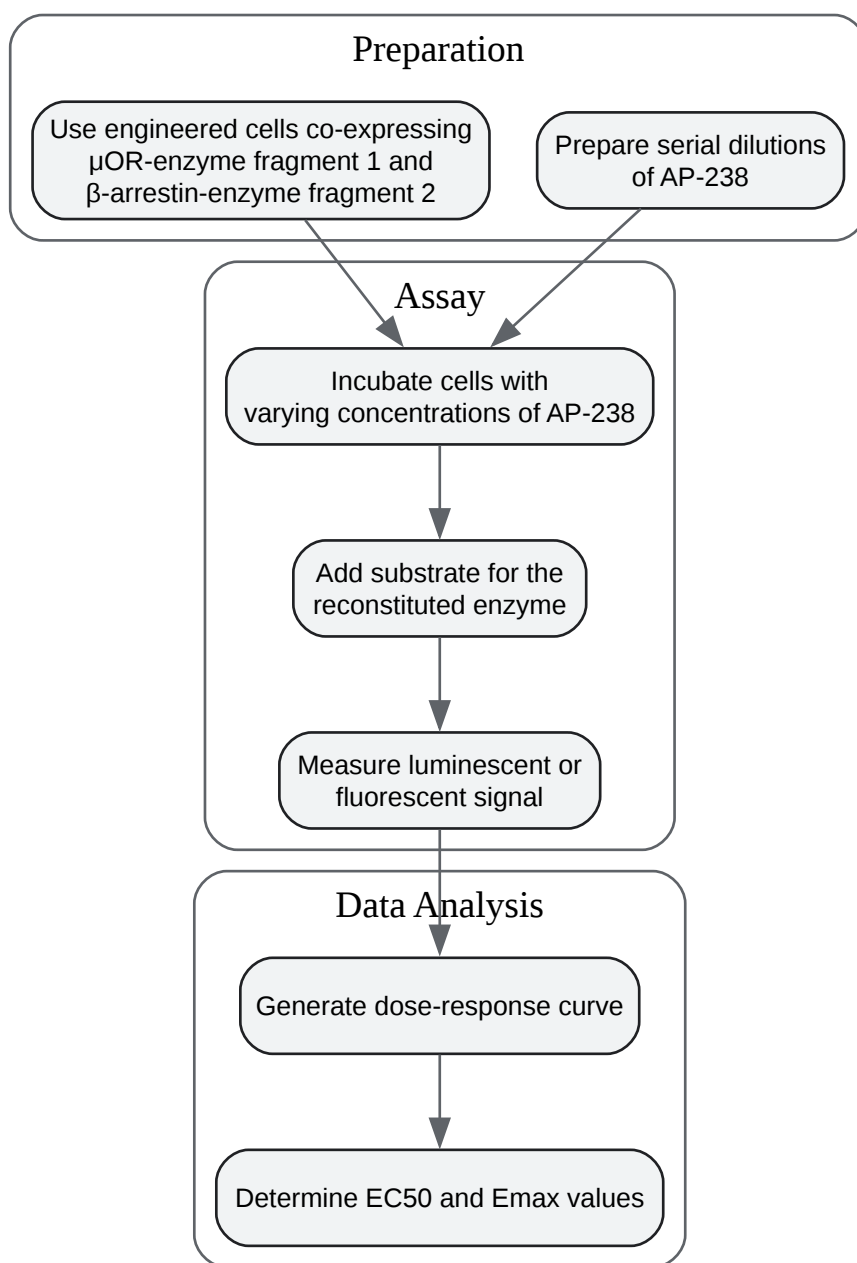 Preparation
Use engineered cells co-expressing
μOR-enzyme fragment 1 and
β-arrestin-enzyme fragment 2
Prepare serial dilutions
of AP-238
Assay
Incubate cells with
varying concentrations of AP-238
Add substrate for the
reconstituted enzyme
Measure luminescent or
fluorescent signal
Data Analysis
Generate dose-response curve
Determine EC50 and Emax values